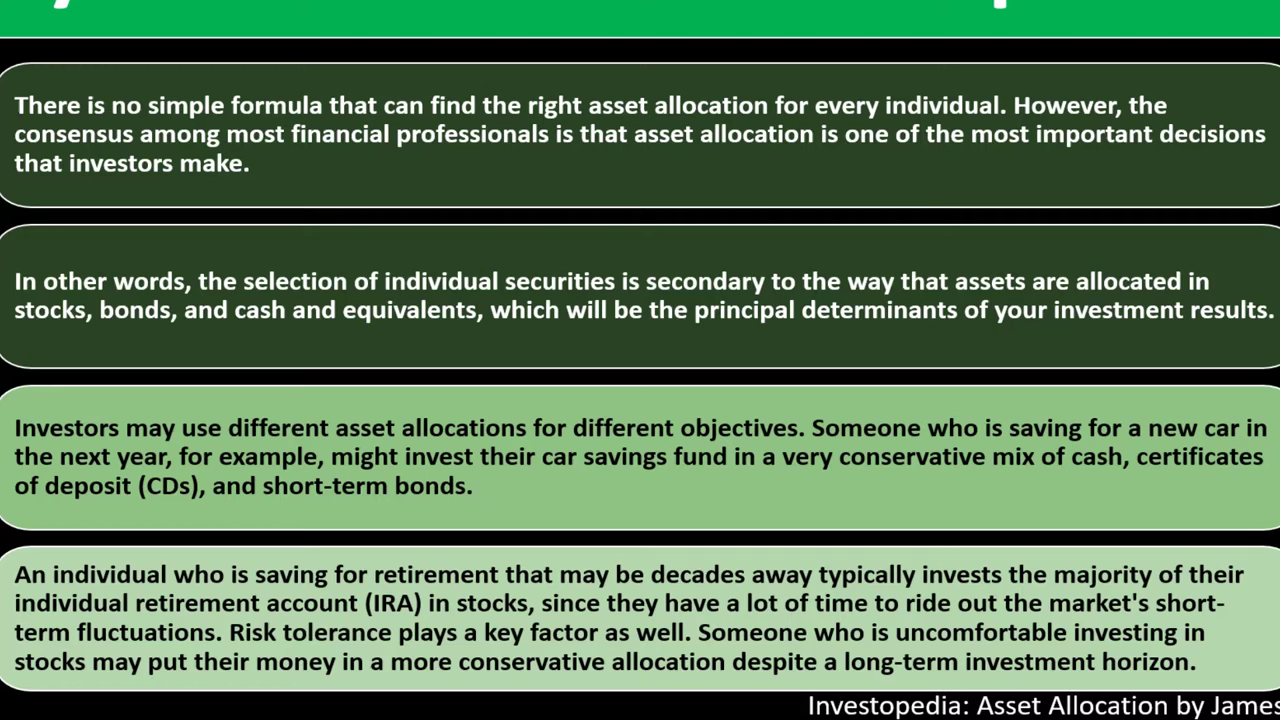 There is no simple formula that can find the right asset allocation for every individual. However, the
consensus among most financial professionals is that asset allocation is one of the most important decisions
that investors make.
In other words, the selection of individual securities is secondary to the way that assets are allocated in
stocks, bonds, and cash and equivalents, which will be the principal determinants of your investment results.
Investors may use different asset allocations for different objectives. Someone who is saving for a new car in
the next year, for example, might invest their car savings fund in a very conservative mix of cash, certificates
of deposit (CDs), and short-term bonds.
An individual who is saving for retirement that may be decades away typically invests the majority of their
individual retirement account (IRA) in stocks, since they have a lot of time to ride out the market's short-
term fluctuations. Risk tolerance plays a key factor as well. Someone who is uncomfortable investing in
stocks may put their money in a more conservative allocation despite a long-term investment horizon.
Investopedia: Asset Allocation by James